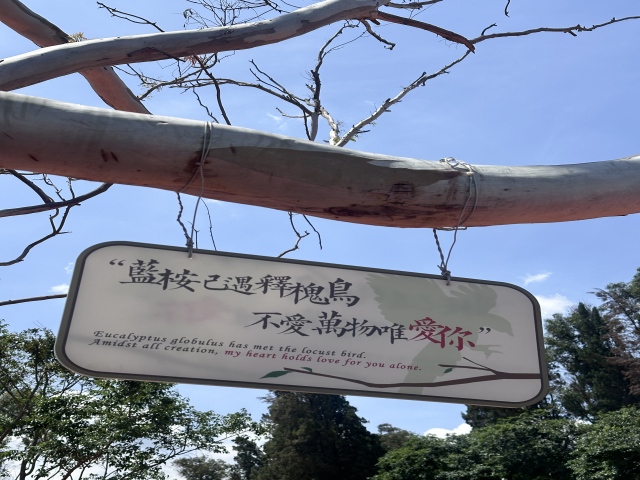 “藍桉已遇釋槐鳥
不愛萬物唯愛你”
Eucalyptus globulus has met the locust bird.
Amidst all creation, my heart holds love for you alone.